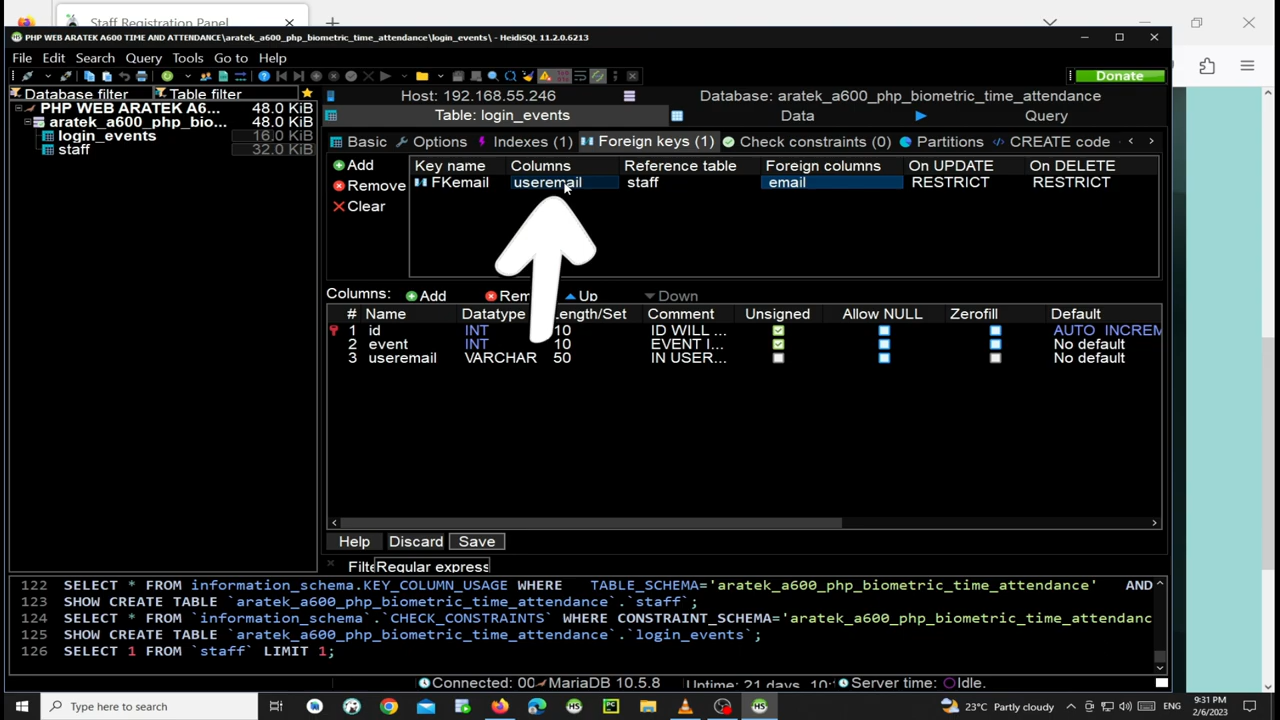 Staff Registration Panel
PHP WEB ARATEK A600 TIME AND ATTENDANCE\aratek_a600_php_biometric_time_attendance\login_events\ - HeidiSQL 11.2.0.6213
File Edit Search Query Tools Go to Help
Donate
Database filter Table filter
Host: 192.168.55.246 Database: aratek_a600_php_biometric_time_attendance
PHP WEB ARATEK A6... 48.0 KiB
Table: login_events Data Query
aratek_a600_php_bio... 48.0 KiB
login_events 16.0 KiB
staff 32.0 KiB
Basic Options Indexes (1) Foreign keys (1) Check constraints (0) Partitions CREATE code
Add Key name Columns Reference table Foreign columns On UPDATE On DELETE
Remove FKemail useremail staff email RESTRICT RESTRICT
Clear
Columns: Add Rem Up Down
# Name Datatype Length/Set Comment Unsigned Allow NULL Zerofill Default
1 id INT 10 ID WILL ... AUTO_INCREM
2 event INT 10 EVENT I... No default
3 useremail VARCHAR 50 IN USER... No default
Help Discard Save
Filte Regular express
122 SELECT * FROM information_schema.KEY_COLUMN_USAGE WHERE TABLE_SCHEMA='aratek_a600_php_biometric_time_attendance' AND
123 SHOW CREATE TABLE `aratek_a600_php_biometric_time_attendance`.`staff`;
124 SELECT * FROM `information_schema`.`CHECK_CONSTRAINTS` WHERE CONSTRAINT_SCHEMA='aratek_a600_php_biometric_time_attendanc
125 SHOW CREATE TABLE `aratek_a600_php_biometric_time_attendance`.`login_events`;
126 SELECT 1 FROM `staff` LIMIT 1;
Connected: 00 MariaDB 10.5.8 Uptime: 21 days, 10: Server time: Idle.
Type here to search
23°C Partly cloudy ENG 9:31 PM
2/6/2023